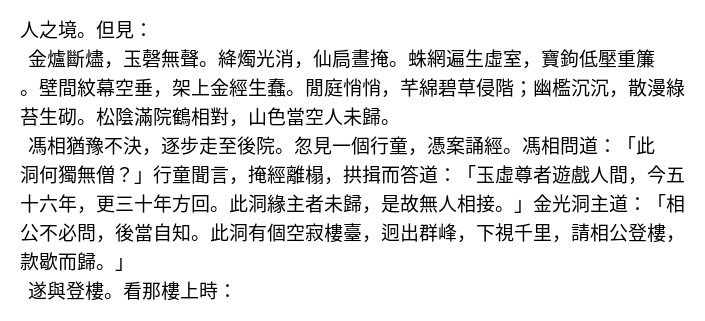 人之境。但見：
金爐斷燼，玉磬無聲。絳燭光消，仙扃晝掩。蛛網遍生虛室，寶鉤低壓重簾
。壁間紋幕空垂，架上金經生蠹。閒庭悄悄，芊綿碧草侵階；幽檻沉沉，散漫綠
苔生砌。松陰滿院鶴相對，山色當空人未歸。
馮相猶豫不決，逐步走至後院。忽見一個行童，憑案誦經。馮相問道：「此
洞何獨無僧？」行童聞言，掩經離榻，拱揖而答道：「玉虛尊者遊戲人間，今五
十六年，更三十年方回。此洞緣主者未歸，是故無人相接。」金光洞主道：「相
公不必問，後當自知。此洞有個空寂樓臺，迥出群峰，下視千里，請相公登樓，
款歇而歸。」
遂與登樓。看那樓上時：